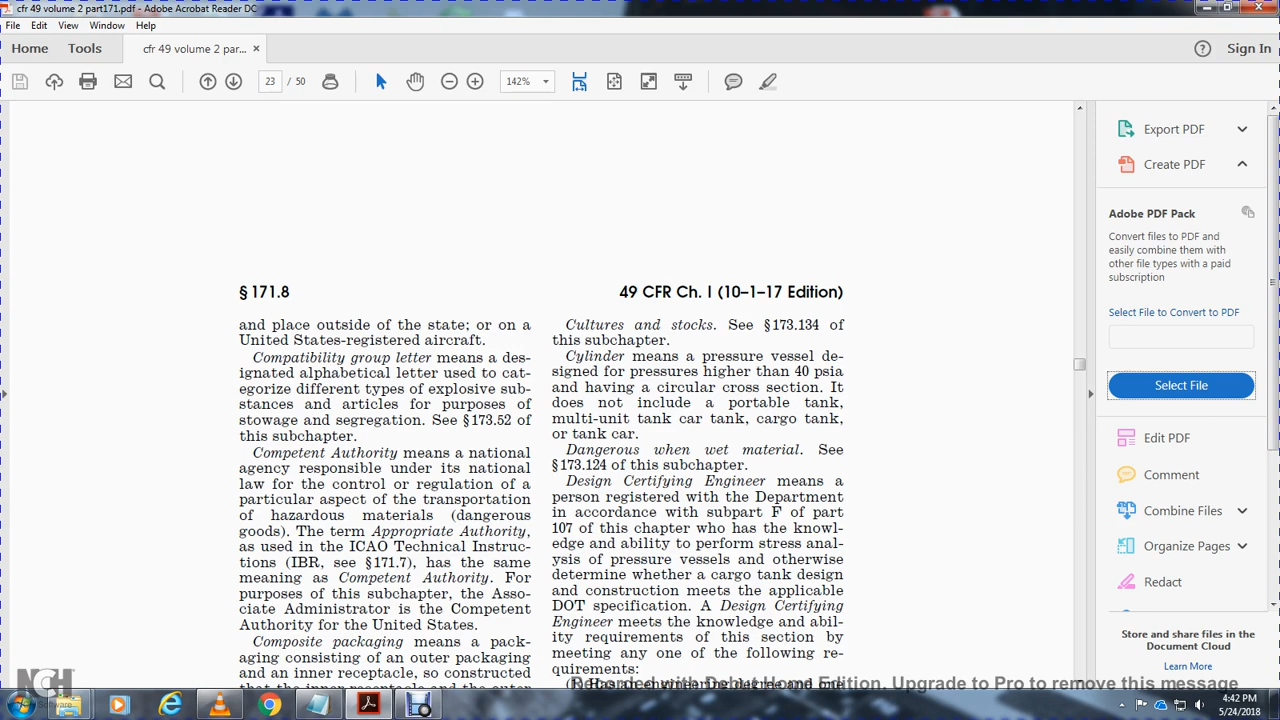 cfr 49 volume 2 part171.pdf - Adobe Acrobat Reader DC
File Edit View Window Help
Home Tools cfr 49 volume 2 par... × Sign In
23 / 50 142%
§ 171.8
49 CFR Ch. I (10–1–17 Edition)
and place outside of the state; or on a
United States-registered aircraft.
Compatibility group letter means a des-
ignated alphabetical letter used to cat-
egorize different types of explosive sub-
stances and articles for purposes of
stowage and segregation. See §173.52 of
this subchapter.
Competent Authority means a national
agency responsible under its national
law for the control or regulation of a
particular aspect of the transportation
of hazardous materials (dangerous
goods). The term Appropriate Authority,
as used in the ICAO Technical Instruc-
tions (IBR, see §171.7), has the same
meaning as Competent Authority. For
purposes of this subchapter, the Asso-
ciate Administrator is the Competent
Authority for the United States.
Composite packaging means a pack-
aging consisting of an outer packaging
and an inner receptacle, so constructed
that the inner receptacle and the outer
Cultures and stocks. See §173.134 of
this subchapter.
Cylinder means a pressure vessel de-
signed for pressures higher than 40 psia
and having a circular cross section. It
does not include a portable tank,
multi-unit tank car tank, cargo tank,
or tank car.
Dangerous when wet material. See
§173.124 of this subchapter.
Design Certifying Engineer means a
person registered with the Department
in accordance with subpart F of part
107 of this chapter who has the knowl-
edge and ability to perform stress anal-
ysis of pressure vessels and otherwise
determine whether a cargo tank design
and construction meets the applicable
DOT specification. A Design Certifying
Engineer meets the knowledge and abil-
ity requirements of this section by
meeting any one of the following re-
quirements:
Export PDF
Create PDF
Adobe PDF Pack
Convert files to PDF and
easily combine them with
other file types with a paid
subscription
Select File to Convert to PDF
Select File
Edit PDF
Comment
Combine Files
Organize Pages
Redact
Store and share files in the
Document Cloud
Learn More
NCH Software
Recorded with Debut Home Edition. Upgrade to Pro to remove this message
4:42 PM
5/24/2018